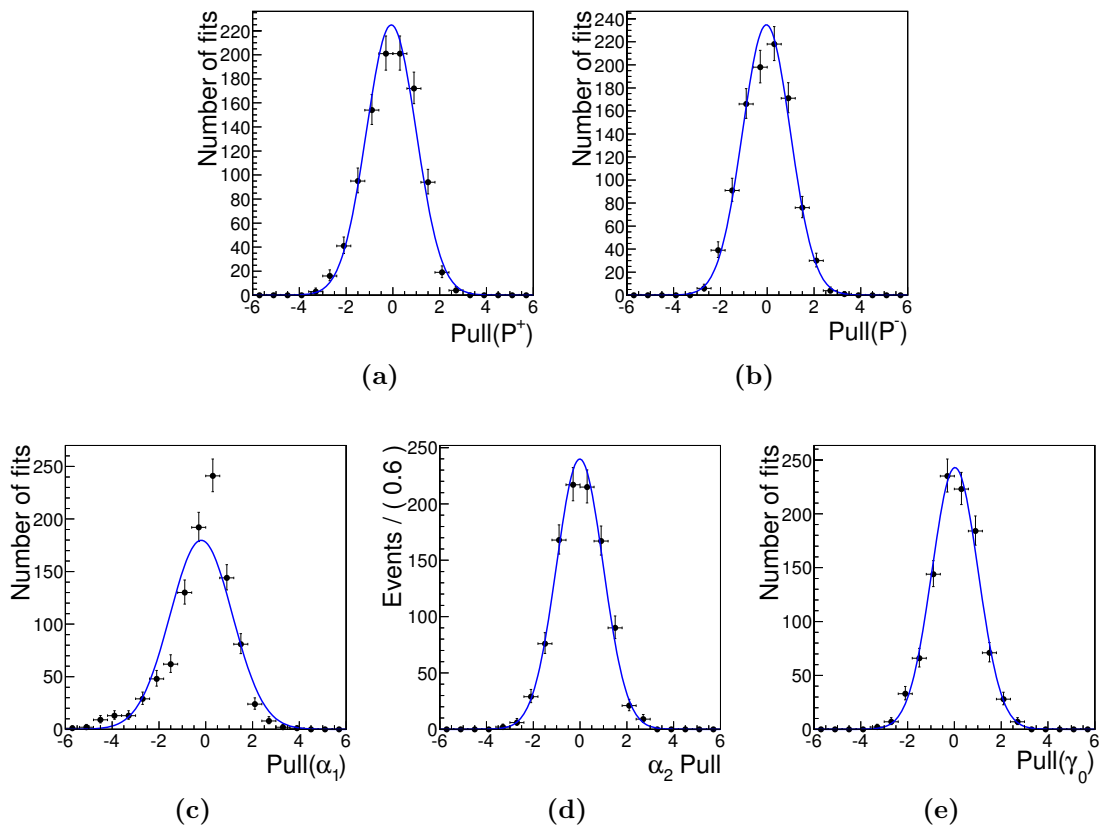 Number of fits
220
200
180
160
140
120
100
80
60
40
20
0
-6 -4 -2 0 2 4 6
Pull(P⁺)
(a)
Number of fits
240
220
200
180
160
140
120
100
80
60
40
20
0
-6 -4 -2 0 2 4 6
Pull(P⁻)
(b)
Number of fits
250
200
150
100
50
0
-6 -4 -2 0 2 4 6
Pull(α₁)
(c)
Events / ( 0.6 )
250
200
150
100
50
0
-6 -4 -2 0 2 4 6
α₂ Pull
(d)
Number of fits
250
200
150
100
50
0
-6 -4 -2 0 2 4 6
Pull(γ₀)
(e)